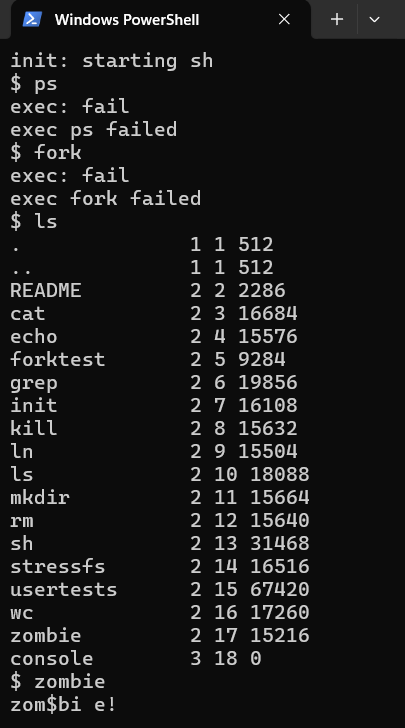 Windows PowerShell
init: starting sh
$ ps
exec: fail
exec ps failed
$ fork
exec: fail
exec fork failed
$ ls
.              1 1 512
..             1 1 512
README         2 2 2286
cat            2 3 16684
echo           2 4 15576
forktest       2 5 9284
grep           2 6 19856
init           2 7 16108
kill           2 8 15632
ln             2 9 15504
ls             2 10 18088
mkdir          2 11 15664
rm             2 12 15640
sh             2 13 31468
stressfs       2 14 16516
usertests      2 15 67420
wc             2 16 17260
zombie         2 17 15216
console        3 18 0
$ zombie
zom$bi e!